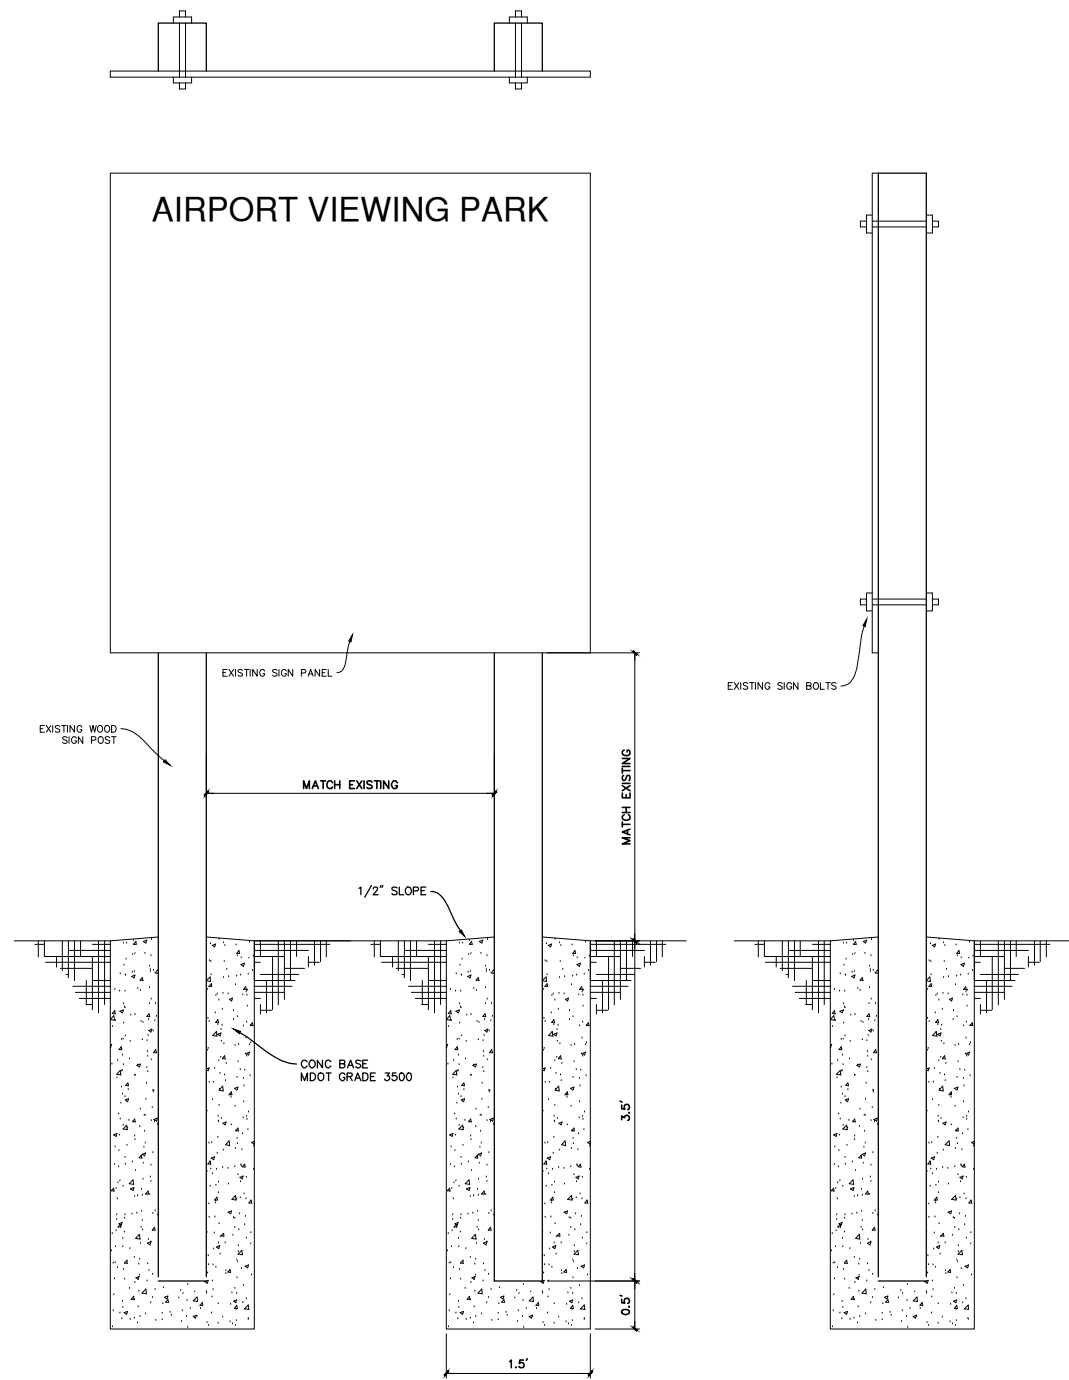 AIRPORT VIEWING PARK
EXISTING SIGN PANEL
EXISTING SIGN BOLTS
EXISTING WOOD
SIGN POST
MATCH EXISTING
MATCH EXISTING
1/2" SLOPE
CONC BASE
MDOT GRADE 3500
3.5'
0.5'
1.5'